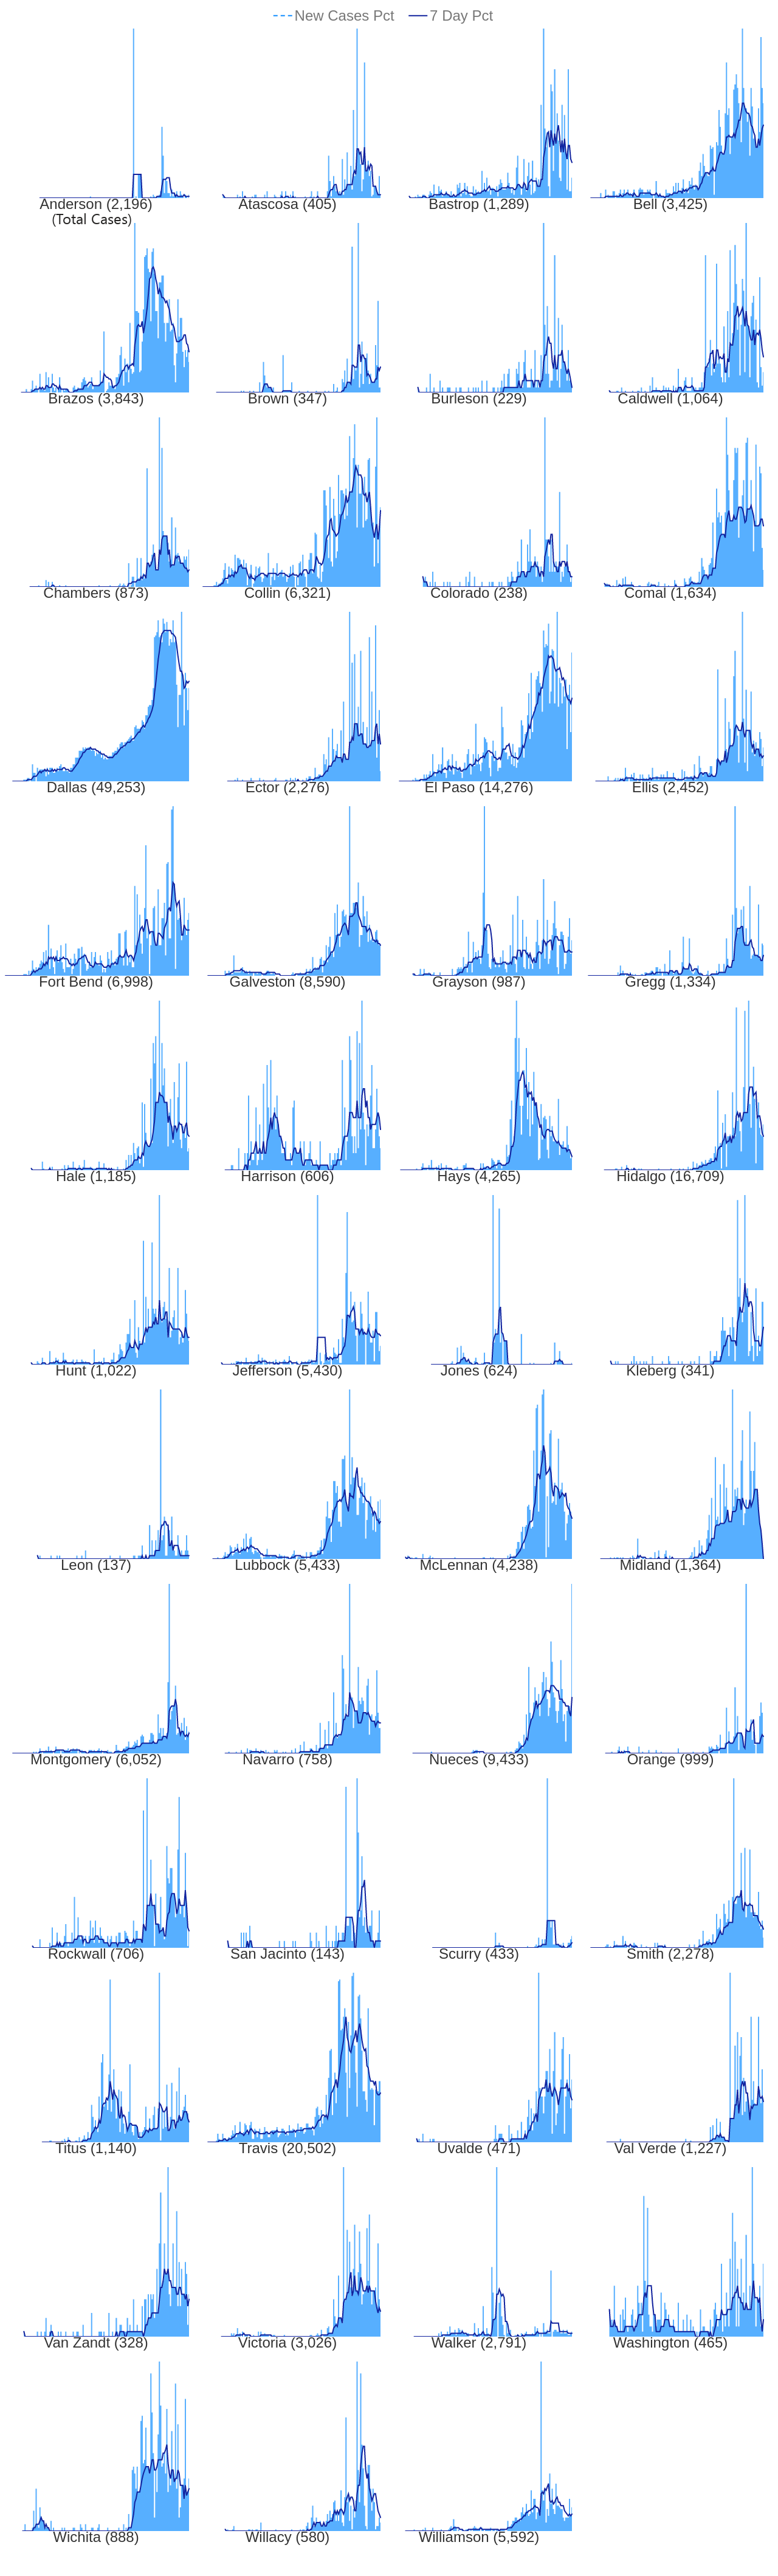 New Cases Pct 7 Day Pct
Anderson (2,196) Atascosa (405) Bastrop (1,289) Bell (3,425)
(Total Cases)
Brazos (3,843) Brown (347) Burleson (229) Caldwell (1,064)
Chambers (873) Collin (6,321) Colorado (238) Comal (1,634)
Dallas (49,253) Ector (2,276) El Paso (14,276) Ellis (2,452)
Fort Bend (6,998) Galveston (8,590) Grayson (987) Gregg (1,334)
Hale (1,185) Harrison (606) Hays (4,265) Hidalgo (16,709)
Hunt (1,022) Jefferson (5,430) Jones (624) Kleberg (341)
Leon (137) Lubbock (5,433) McLennan (4,238) Midland (1,364)
Montgomery (6,052) Navarro (758) Nueces (9,433) Orange (999)
Rockwall (706) San Jacinto (143) Scurry (433) Smith (2,278)
Titus (1,140) Travis (20,502) Uvalde (471) Val Verde (1,227)
Van Zandt (328) Victoria (3,026) Walker (2,791) Washington (465)
Wichita (888) Willacy (580) Williamson (5,592)